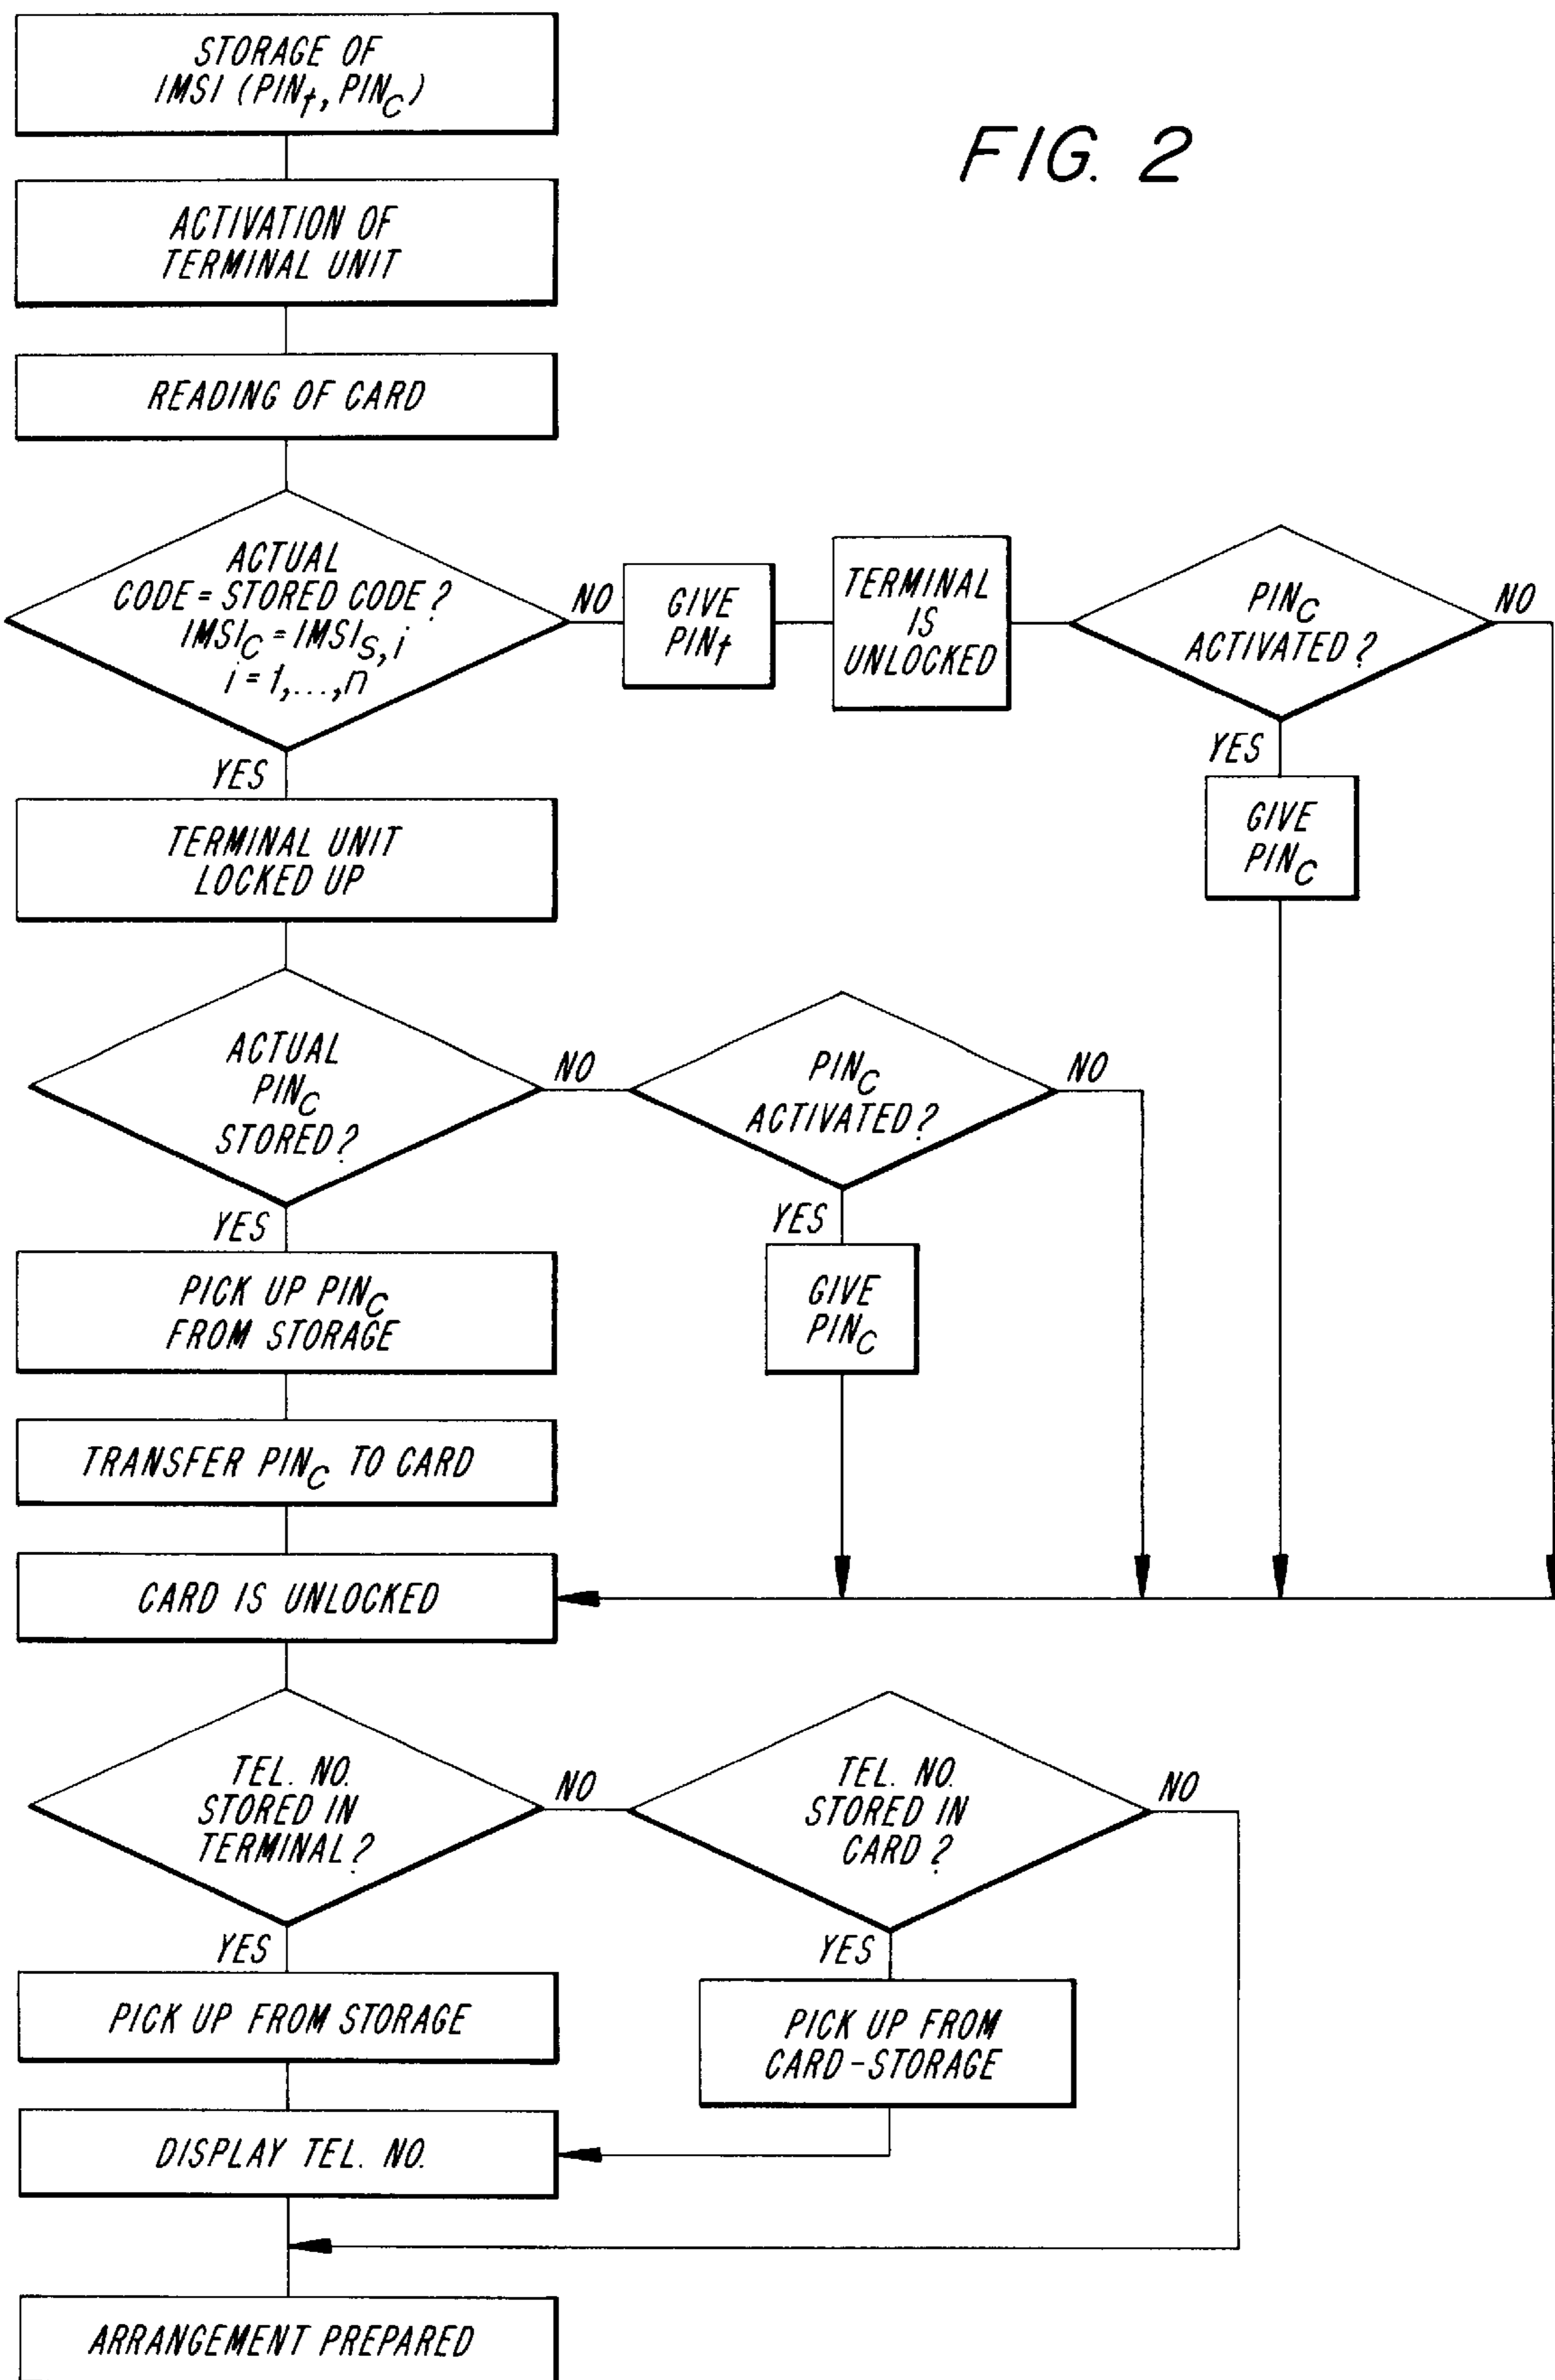 STORAGE OF
IMSI (PINt, PINC)
FIG. 2
ACTIVATION OF
TERMINAL UNIT
READING OF CARD
ACTUAL
CODE = STORED CODE ?
IMSIC = IMSIS, i
i = 1,...,n
NO
GIVE
PINt
TERMINAL
IS
UNLOCKED
PINC
ACTIVATED ?
NO
YES
GIVE
PINC
YES
TERMINAL UNIT
LOCKED UP
ACTUAL
PINC
STORED ?
NO
PINC
ACTIVATED ?
NO
YES
GIVE
PINC
YES
PICK UP PINC
FROM STORAGE
TRANSFER PINC TO CARD
CARD IS UNLOCKED
TEL. NO.
STORED IN
TERMINAL ?
NO
TEL. NO.
STORED IN
CARD ?
NO
YES
PICK UP FROM
CARD-STORAGE
YES
PICK UP FROM STORAGE
DISPLAY TEL. NO.
ARRANGEMENT PREPARED